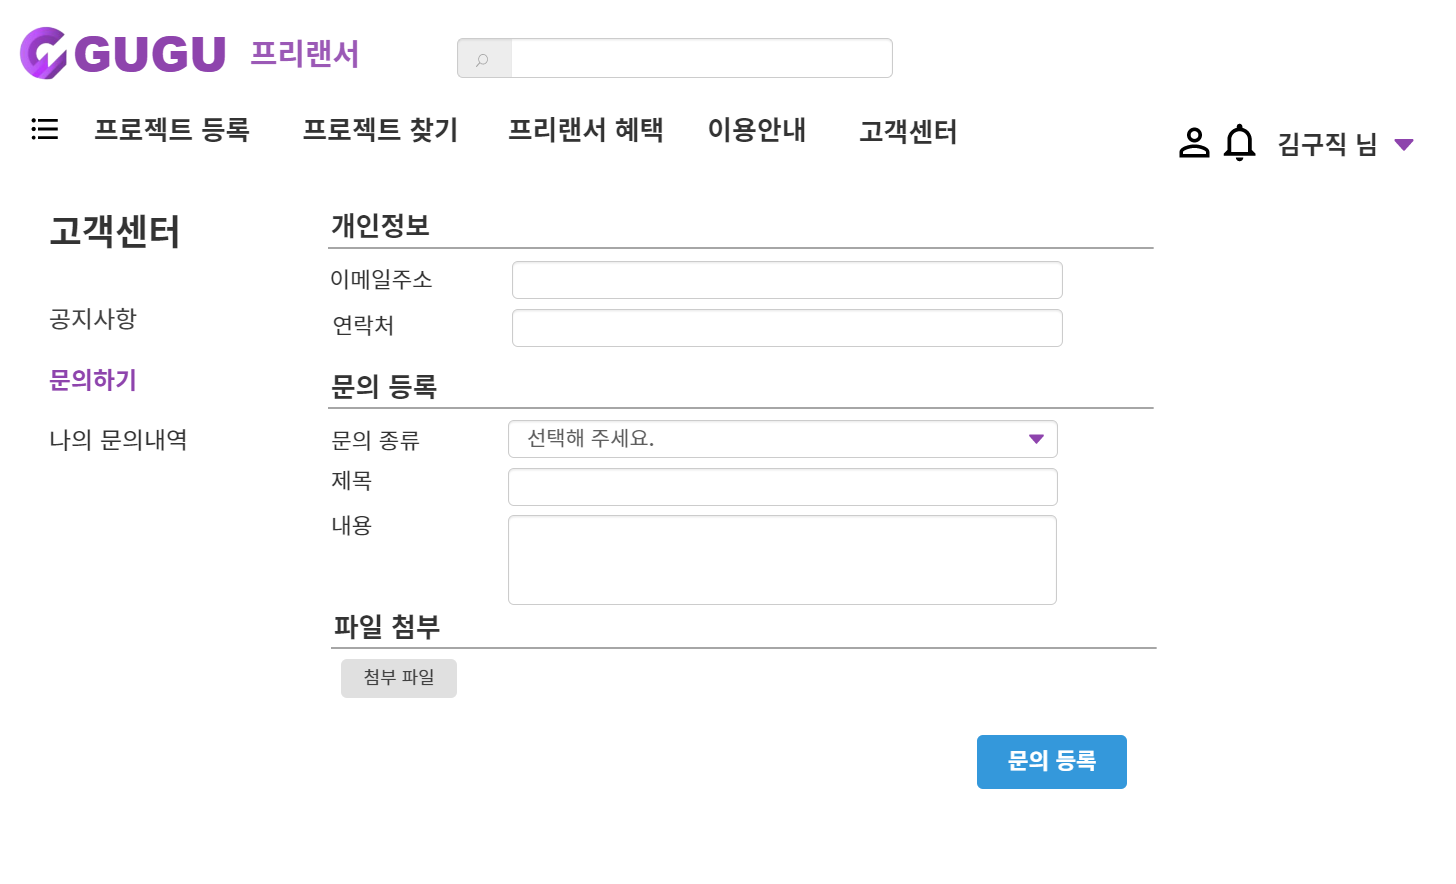 GUGU 프리랜서
프로젝트 등록 프로젝트 찾기 프리랜서 혜택 이용안내 고객센터 김구직 님
고객센터
공지사항
문의하기
나의 문의내역
개인정보
이메일주소
연락처
문의 등록
문의 종류 선택해 주세요.
제목
내용
파일 첨부
첨부 파일
문의 등록